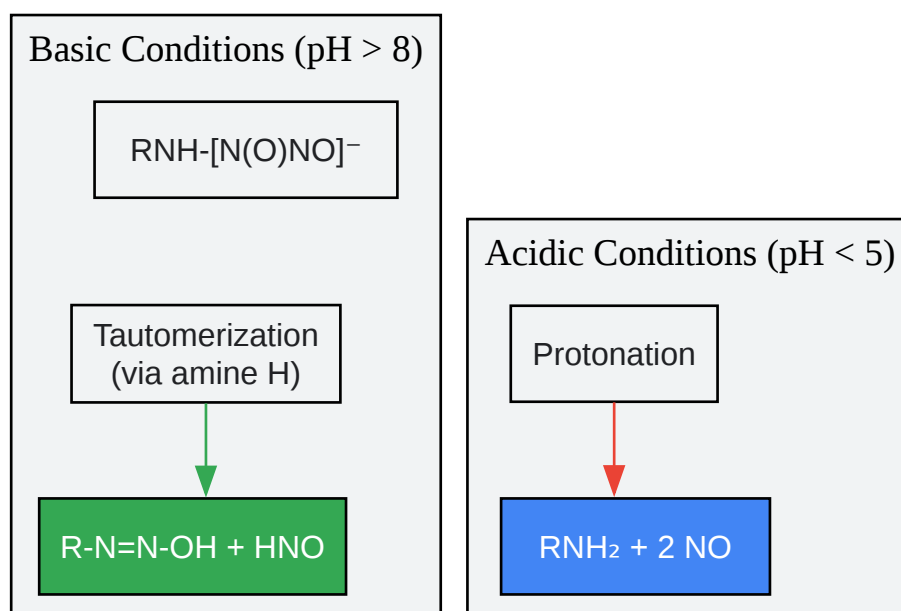 Basic Conditions (pH > 8)
RNH-[N(O)NO]⁻
Tautomerization
(via amine H)
R-N=N-OH + HNO
Acidic Conditions (pH < 5)
Protonation
RNH₂ + 2 NO